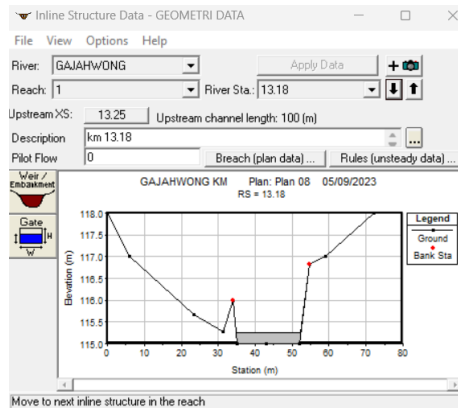 Inline Structure Data - GEOMETRI DATA
File View Options Help
River: GAJAHWONG Apply Data
Reach: 1 River Sta.: 13.18
Upstream XS: 13.25 Upstream channel length: 100 (m)
Description km 13.18 ...
Pilot Flow 0 Breach (plan data) ... Rules (unsteady data) ...
Weir / Embankment
Gate
H
W
GAJAHWONG KM Plan: Plan 08 05/09/2023
RS = 13.18
Legend
Ground
Bank Sta
118.0
117.5
117.0
116.5
116.0
115.5
115.0
Elevation (m)
0 10 20 30 40 50 60 70 80
Station (m)
Move to next inline structure in the reach